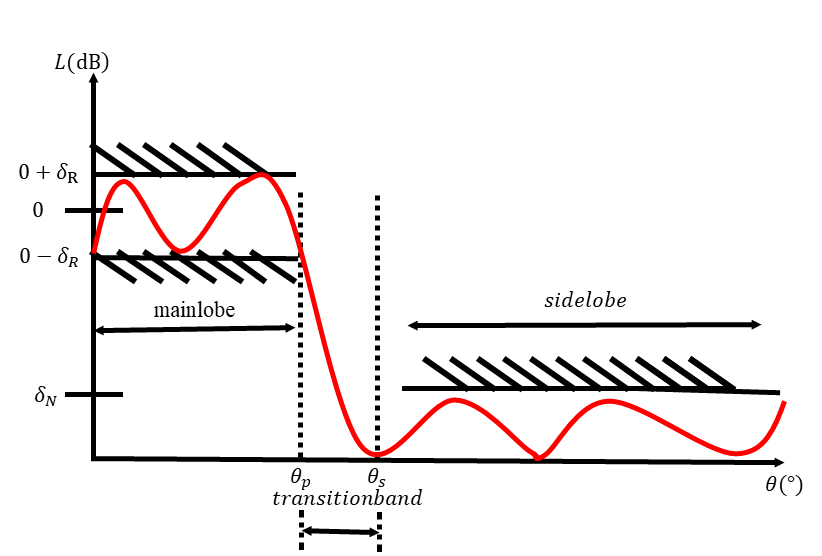 L(dB)
0 + δR
0
0 − δR
mainlobe
sidelobe
δN
θp
θs
θ(°)
transitionband